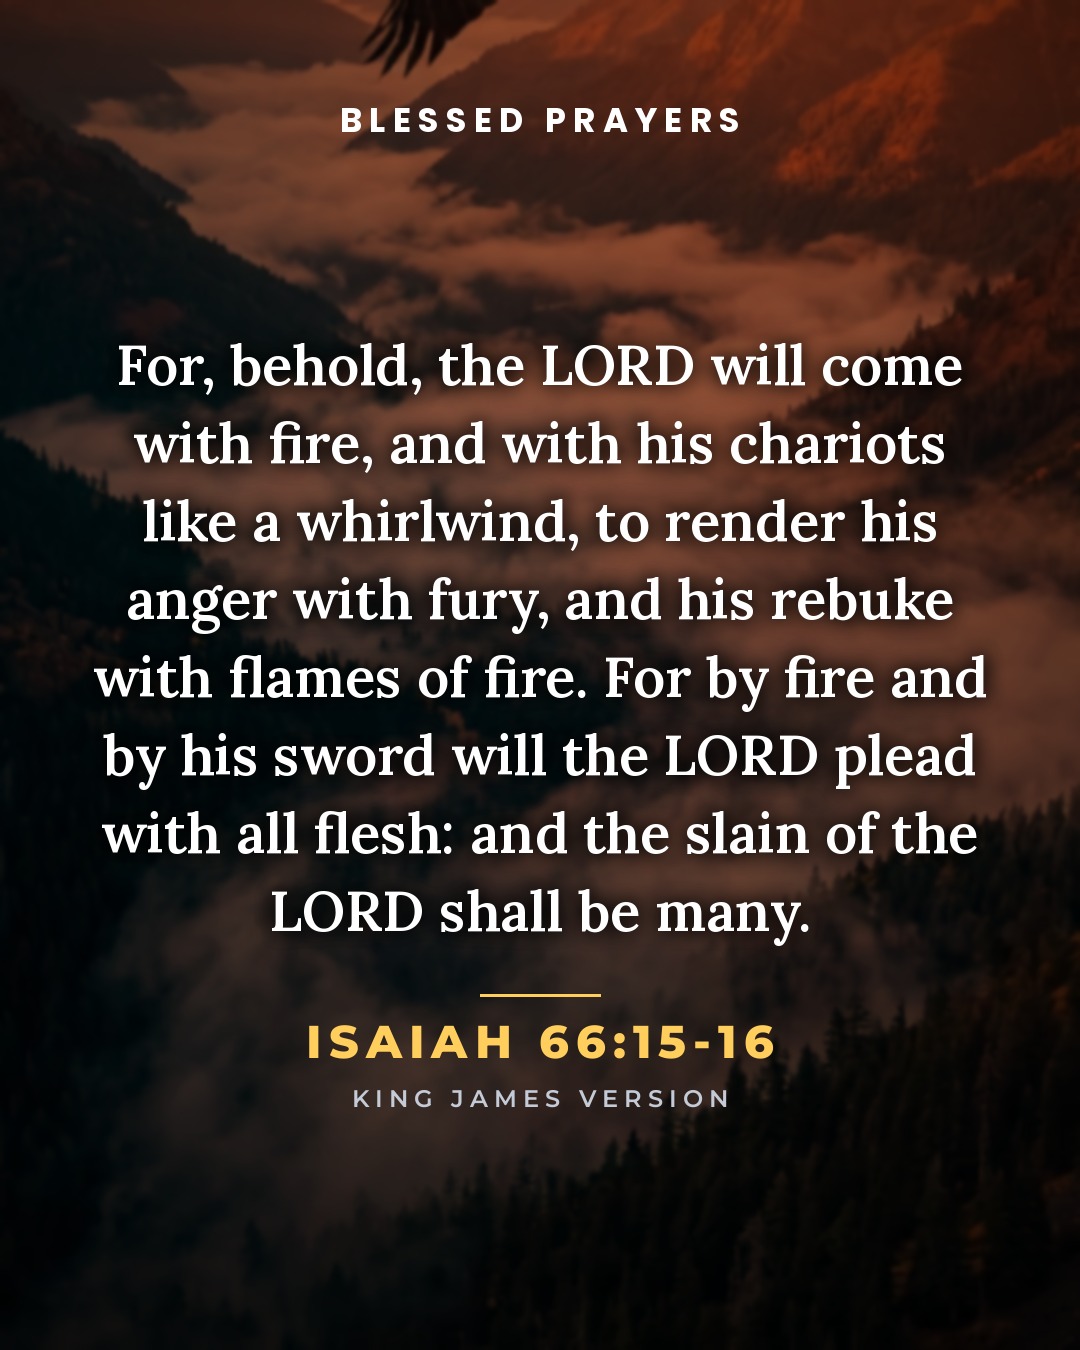 BLESSED PRAYERS
For, behold, the LORD will come
with fire, and with his chariots
like a whirlwind, to render his
anger with fury, and his rebuke
with flames of fire. For by fire and
by his sword will the LORD plead
with all flesh: and the slain of the
LORD shall be many.
ISAIAH 66:15-16
KING JAMES VERSION